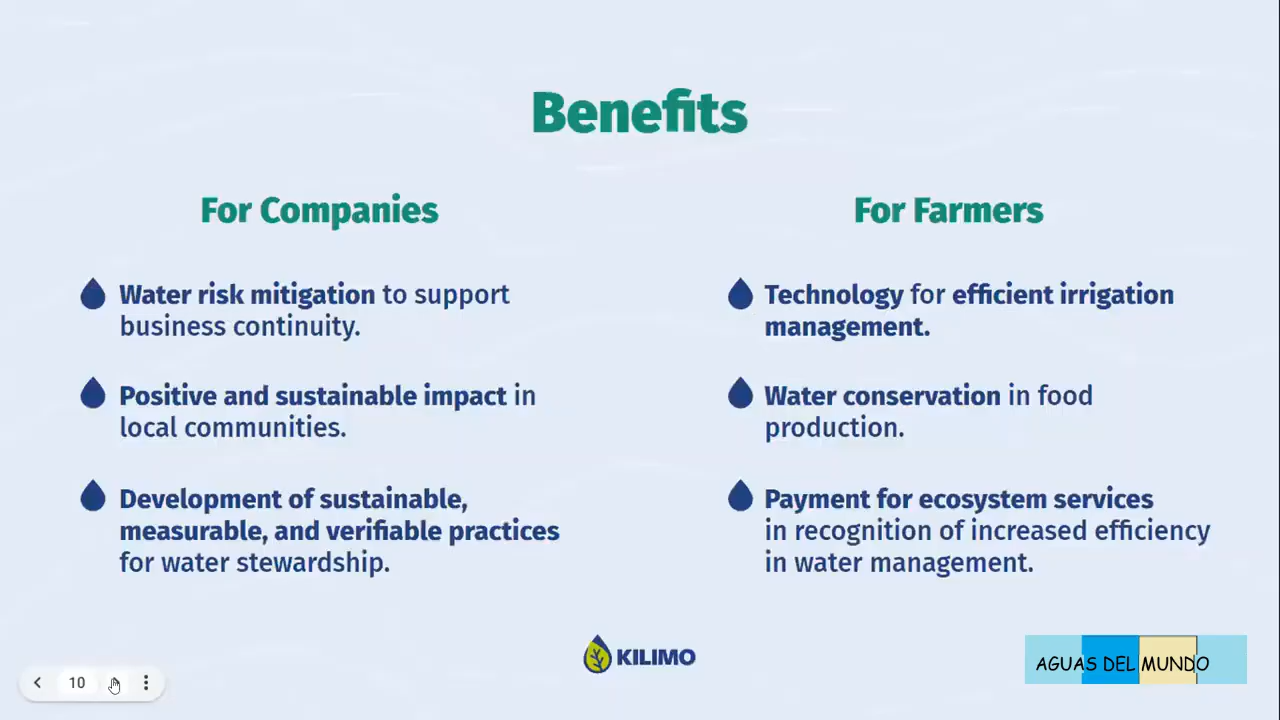 Benefits
For Companies
Water risk mitigation to support
business continuity.
Positive and sustainable impact in
local communities.
Development of sustainable,
measurable, and verifiable practices
for water stewardship.
For Farmers
Technology for efficient irrigation
management.
Water conservation in food
production.
Payment for ecosystem services
in recognition of increased efficiency
in water management.
KILIMO
AGUAS DEL MUNDO
10